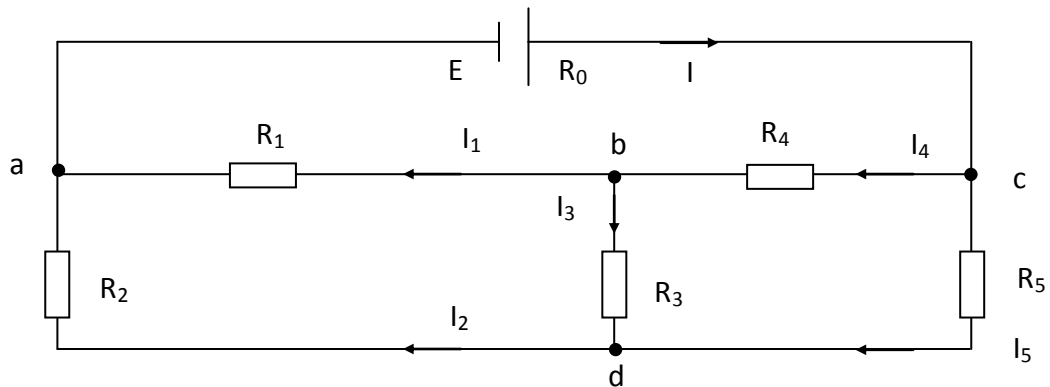 E R₀ I
R₁ I₁ b R₄ I₄
a c
I₃
R₂ R₃ R₅
I₂ I₅
d